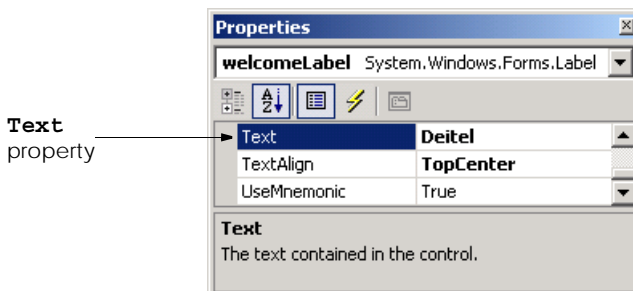 Properties
welcomeLabel System.Windows.Forms.Label
Text property
Text Deitel
TextAlign TopCenter
UseMnemonic True
Text
The text contained in the control.